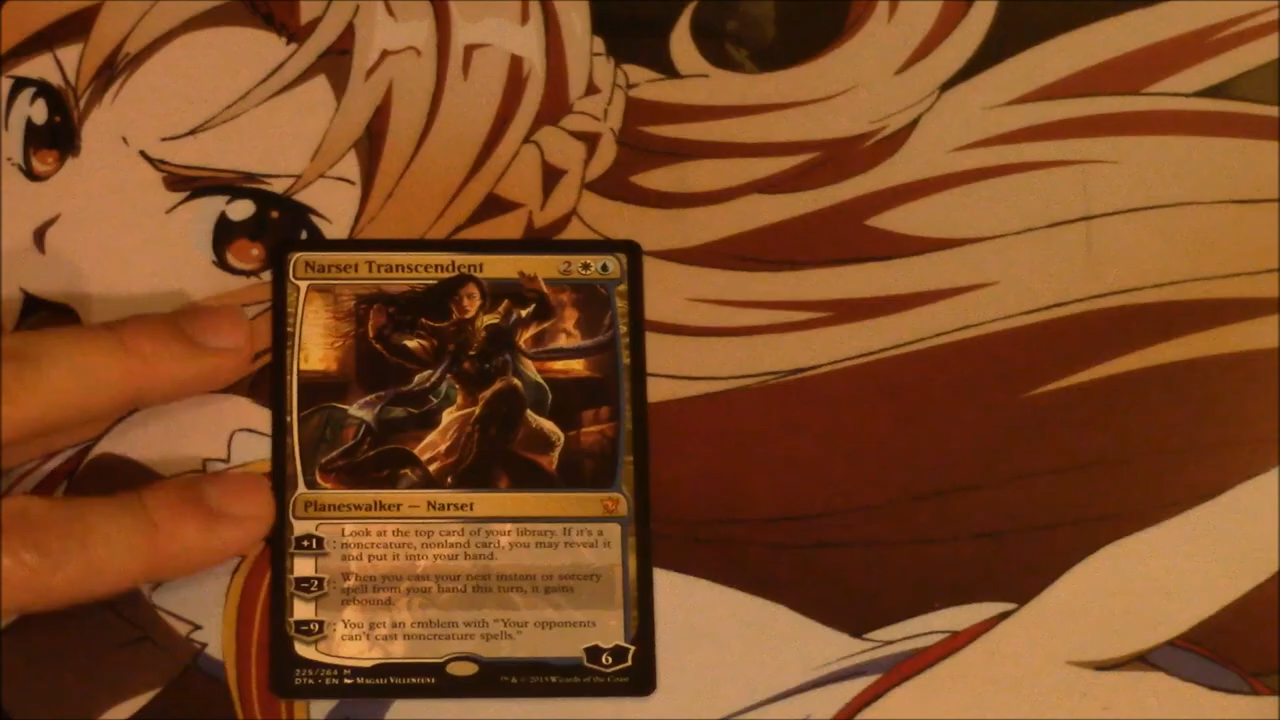 Narset Transcendent 2
Planeswalker — Narset
+1 : Look at the top card of your library. If it's a
noncreature, nonland card, you may reveal it
and put it into your hand.
-2 : When you cast your next instant or sorcery
spell from your hand this turn, it gains
rebound.
-9 : You get an emblem with "Your opponents
can't cast noncreature spells."
6
225/264 M
DTK • EN Magali Villeneuve
™ & © 2015 Wizards of the Coast